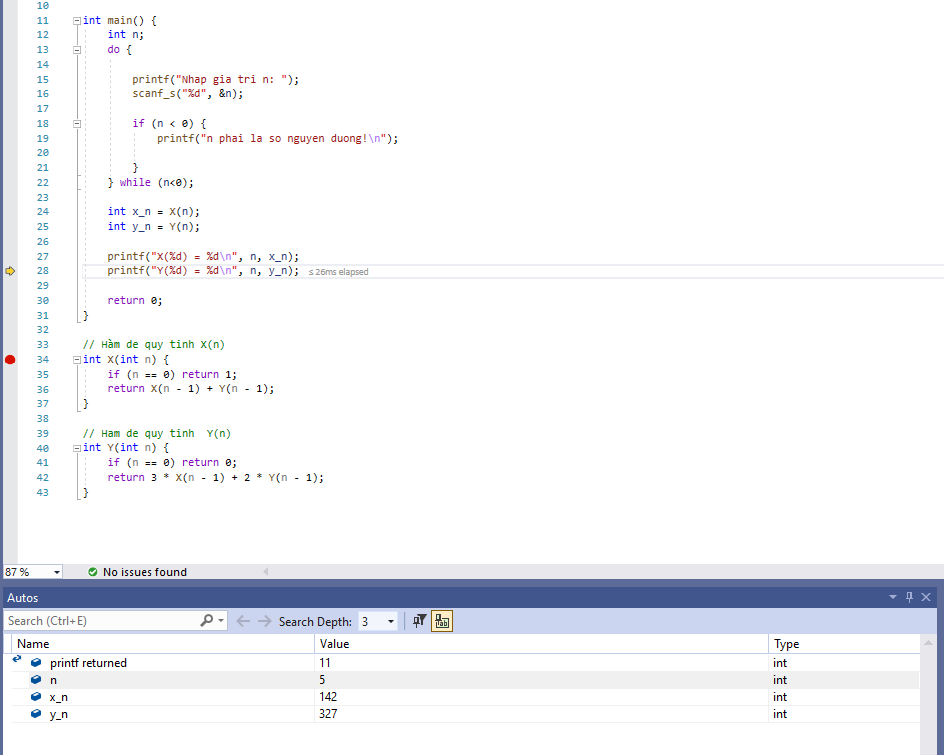 10
11 int main() {
12 int n;
13 do {
14
15 printf("Nhap gia tri n: ");
16 scanf_s("%d", &n);
17
18 if (n < 0) {
19 printf("n phai la so nguyen duong!\n");
20
21 }
22 } while (n<0);
23
24 int x_n = X(n);
25 int y_n = Y(n);
26
27 printf("X(%d) = %d\n", n, x_n);
28 printf("Y(%d) = %d\n", n, y_n); ≤ 26ms elapsed
29
30 return 0;
31 }
32
33 // Hàm de quy tinh X(n)
34 int X(int n) {
35 if (n == 0) return 1;
36 return X(n - 1) + Y(n - 1);
37 }
38
39 // Ham de quy tinh  Y(n)
40 int Y(int n) {
41 if (n == 0) return 0;
42 return 3 * X(n - 1) + 2 * Y(n - 1);
43 }
87 % No issues found
Autos
Search (Ctrl+E) Search Depth: 3
Name Value Type
printf returned 11 int
n 5 int
x_n 142 int
y_n 327 int